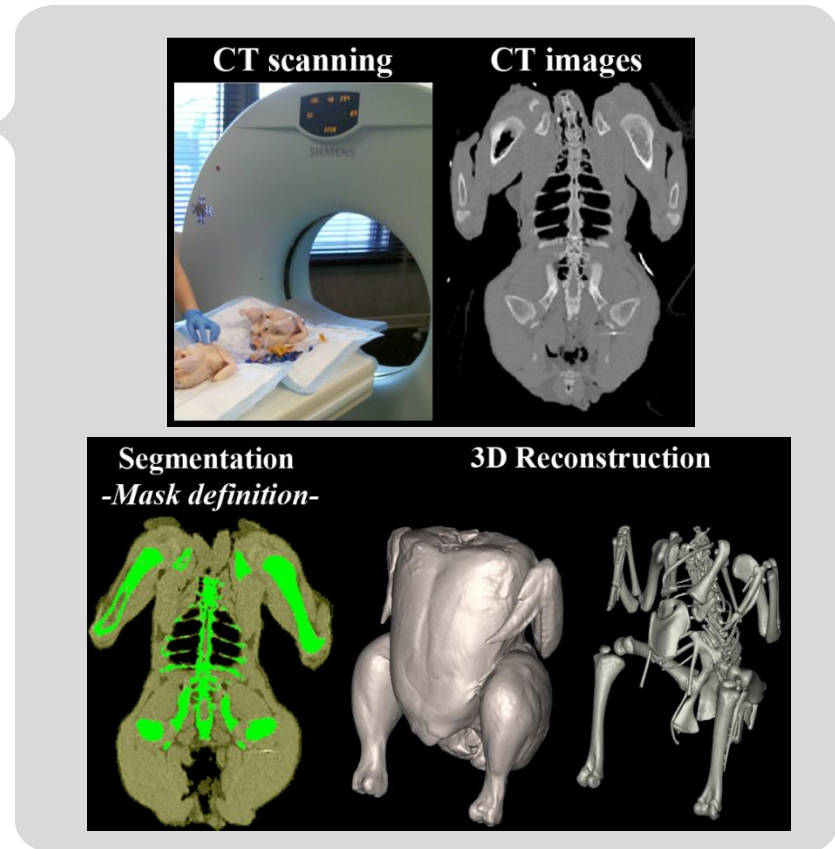 CT scanning
CT images
SIEMENS
Segmentation
-Mask definition-
3D Reconstruction